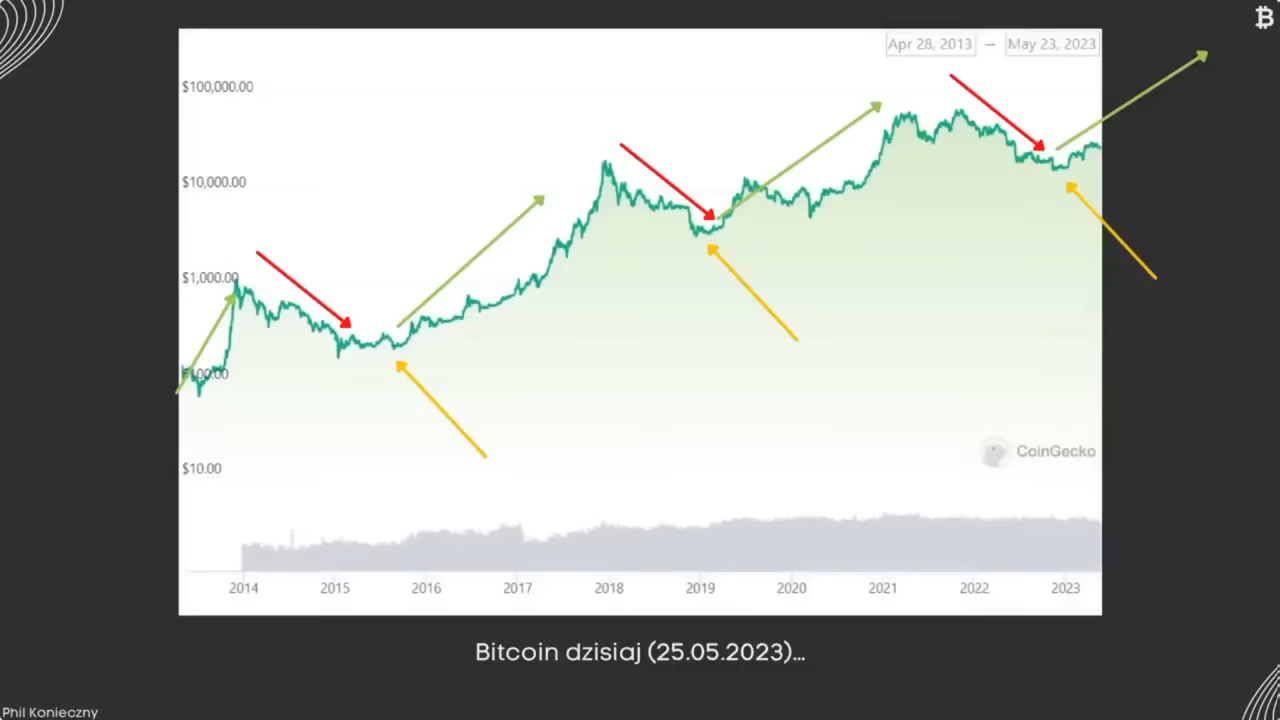 Apr 28, 2013 — May 23, 2023
$100,000.00
$10,000.00
$1,000.00
$100.00
$10.00
CoinGecko
2014 2015 2016 2017 2018 2019 2020 2021 2022 2023
Bitcoin dzisiaj (25.05.2023)...
Phil Konieczny